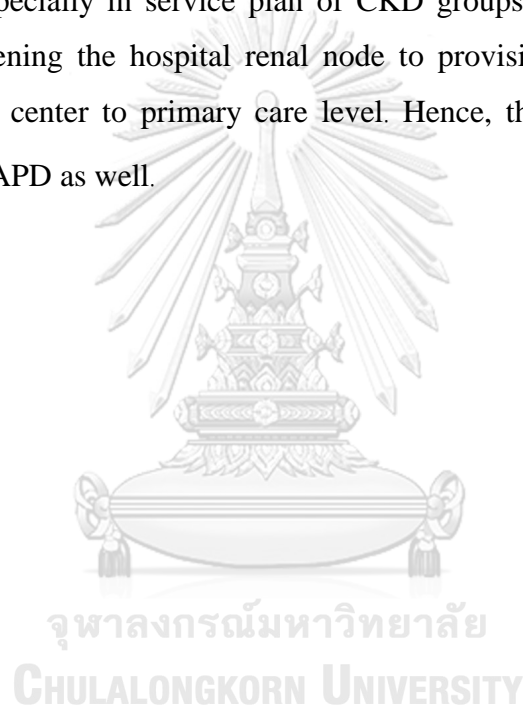 pecially in service plan of CKD groups
ening the hospital renal node to provisi
center to primary care level. Hence, th
APD as well.
จุฬาลงกรณ์มหาวิทยาลัย
CHULALONGKORN UNIVERSITY